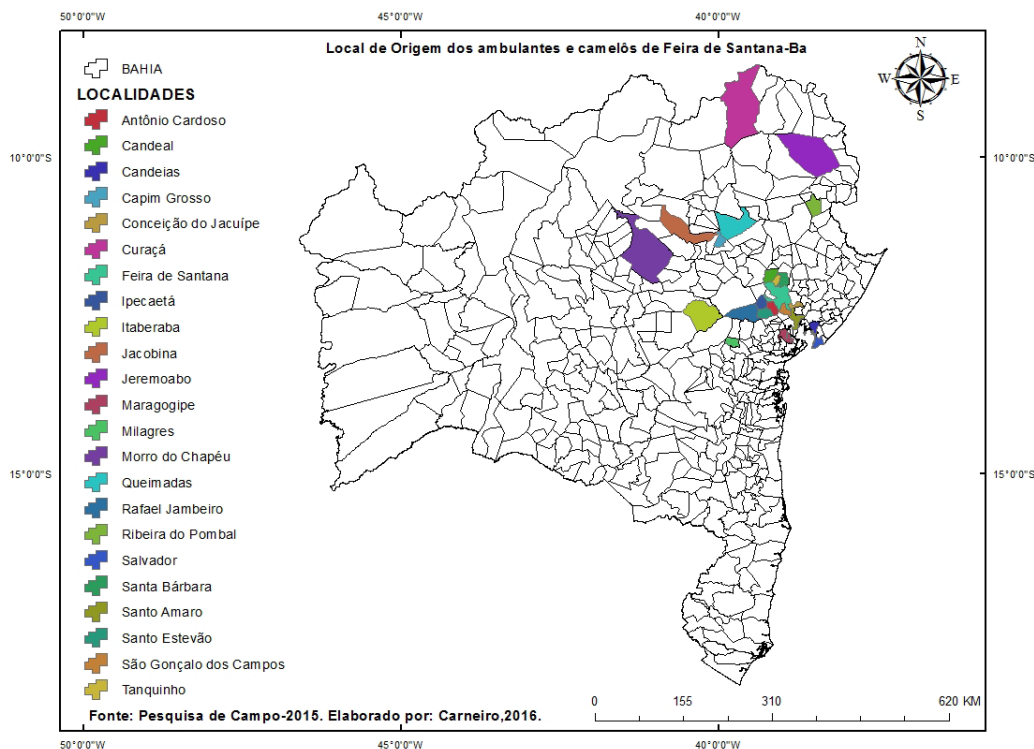 50°0'0"W 45°0'0"W 40°0'0"W
Local de Origem dos ambulantes e camelôs de Feira de Santana-Ba
N
W E
S
BAHIA
LOCALIDADES
Antônio Cardoso
Candeal
Candeias
Capim Grosso
Conceição do Jacuípe
Curaçá
Feira de Santana
Ipecaetá
Itaberaba
Jacobina
Jeremoabo
Maragogipe
Milagres
Morro do Chapéu
Queimadas
Rafael Jambeiro
Ribeira do Pombal
Salvador
Santa Bárbara
Santo Amaro
Santo Estevão
São Gonçalo dos Campos
Tanquinho
10°0'0"S 10°0'0"S
15°0'0"S 15°0'0"S
0 155 310 620 KM
Fonte: Pesquisa de Campo-2015. Elaborado por: Carneiro,2016.
50°0'0"W 45°0'0"W 40°0'0"W